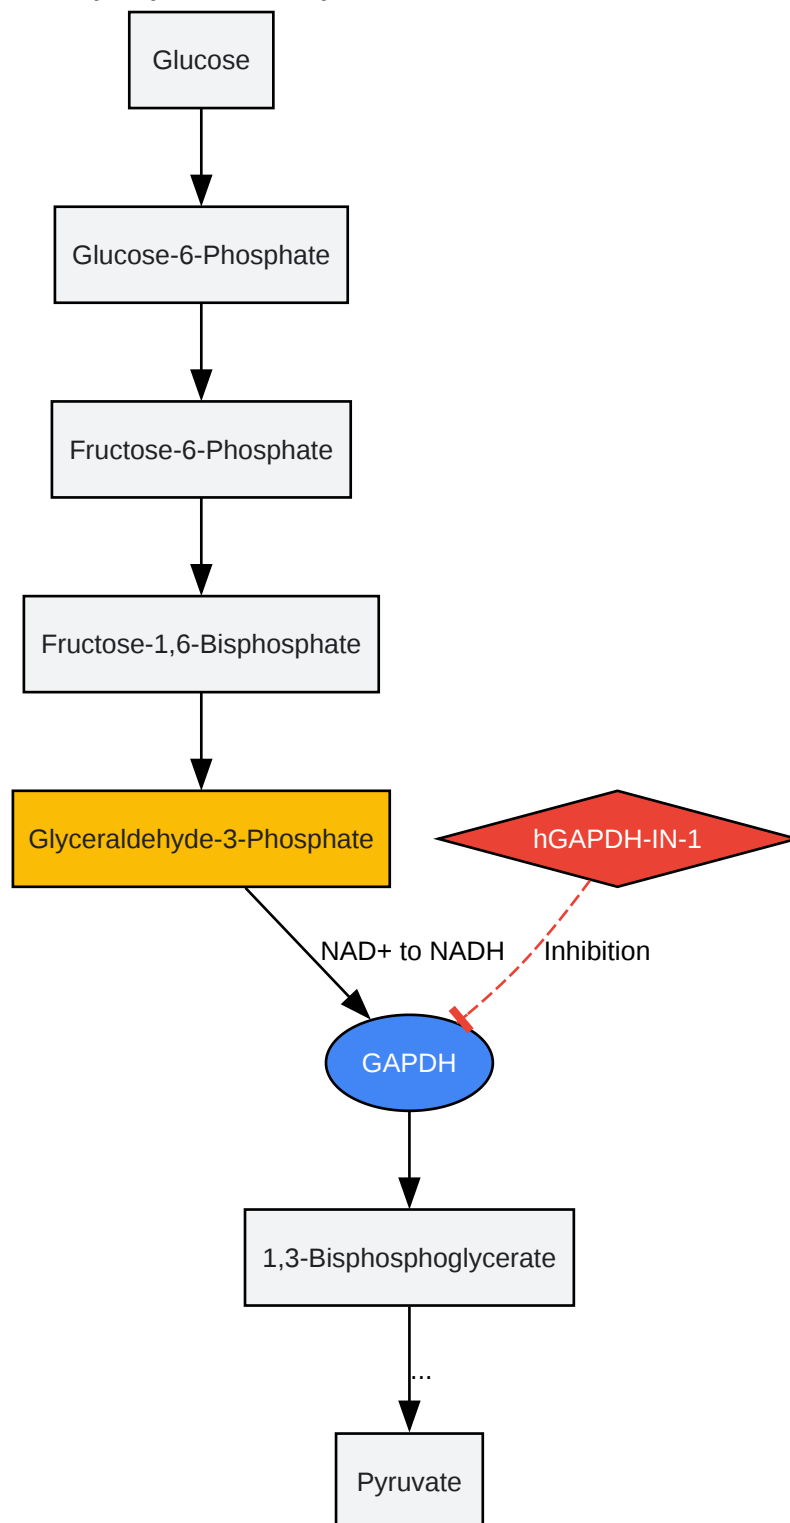 Glucose
Glucose-6-Phosphate
Fructose-6-Phosphate
Fructose-1,6-Bisphosphate
Glyceraldehyde-3-Phosphate
hGAPDH-IN-1
NAD+ to NADH
Inhibition
GAPDH
1,3-Bisphosphoglycerate
...
Pyruvate